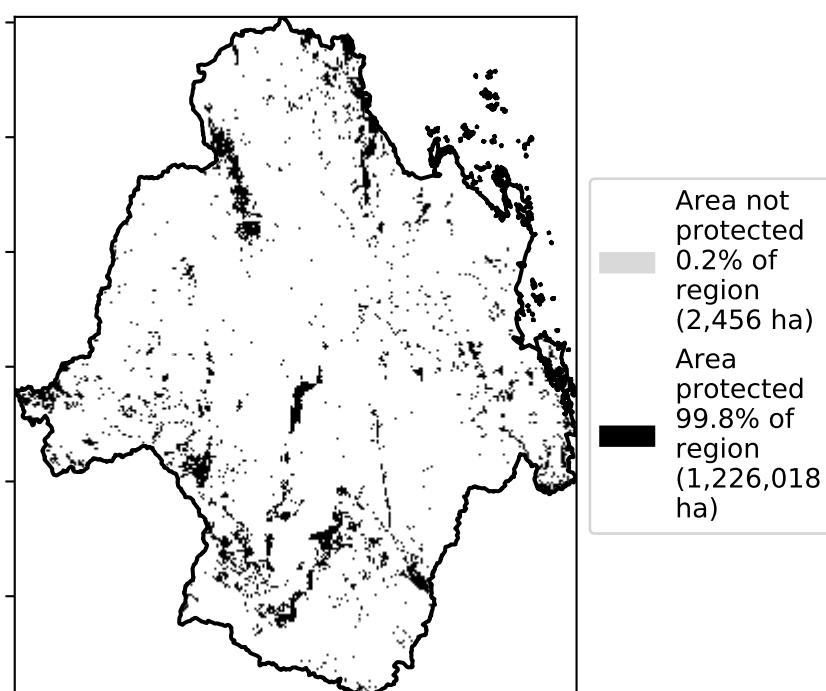 Area not
protected
0.2% of
region
(2,456 ha)
Area
protected
99.8% of
region
(1,226,018
ha)